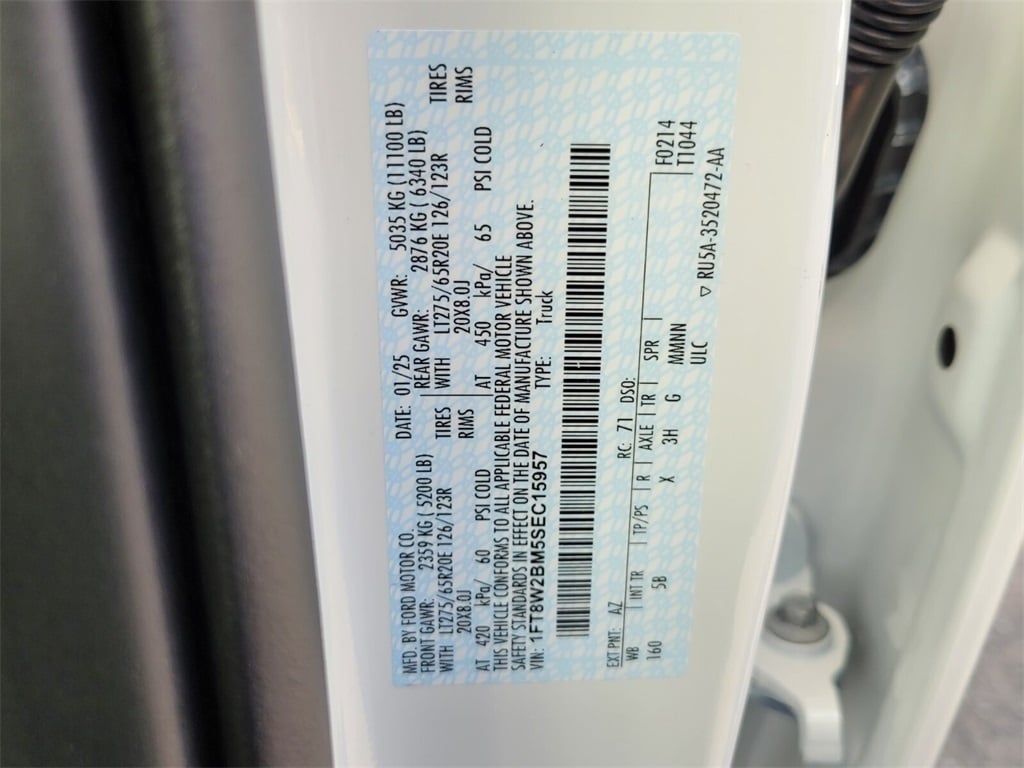 MFD. BY FORD MOTOR CO. DATE: 01/25 GVWR: 5035 KG (11100 LB)
FRONT GAWR: 2359 KG ( 5200 LB) REAR GAWR: 2876 KG ( 6340 LB)
WITH LT275/65R20E 126/123R TIRES WITH LT275/65R20E 126/123R TIRES
20X8.0J RIMS 20X8.0J RIMS
AT 420 kPa/ 60 PSI COLD AT 450 kPa/ 65 PSI COLD
THIS VEHICLE CONFORMS TO ALL APPLICABLE FEDERAL MOTOR VEHICLE
SAFETY STANDARDS IN EFFECT ON THE DATE OF MANUFACTURE SHOWN ABOVE.
VIN: 1FT8W2BM5SEC15957 TYPE: Truck
EXT PNT: AZ RC: 71 DSO:
WB INT TR TP/PS R AXLE TR SPR F0214
160 5B X 3H G MMNNN T1044
ULC
▽ RU5A-3520472-AA